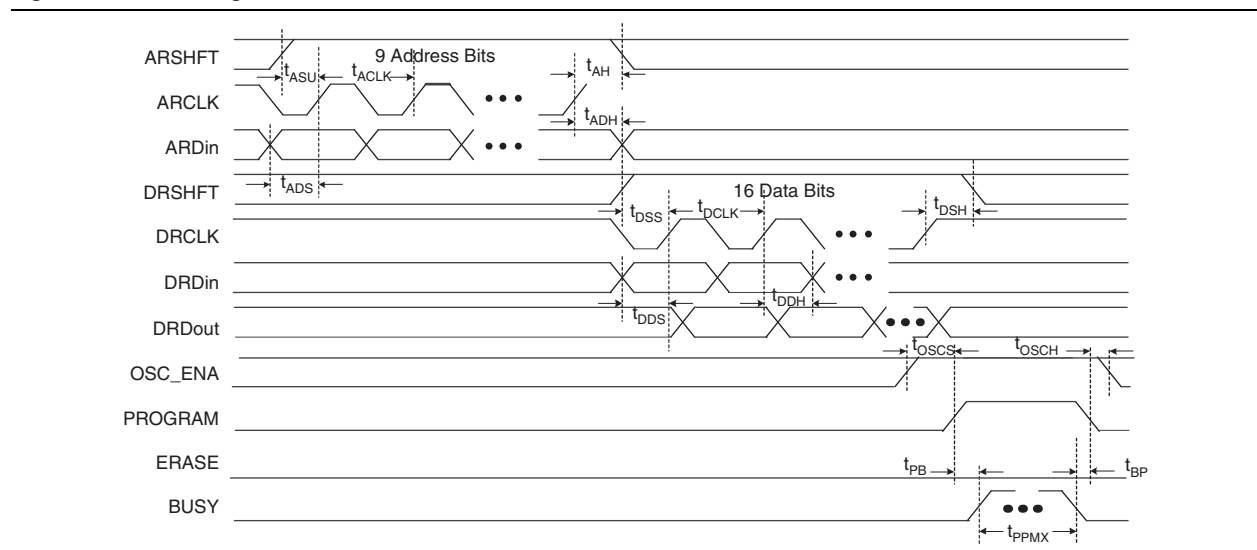 ARSHFT
9 Address Bits
tASU
tACLK
tAH
ARCLK
tADH
ARDin
tADS
DRSHFT
16 Data Bits
tDSS
tDCLK
tDSH
DRCLK
DRDin
tDDS
tDDH
DRDout
tOSCS
tOSCH
OSC_ENA
PROGRAM
ERASE
tPB
tBP
BUSY
tPPMX